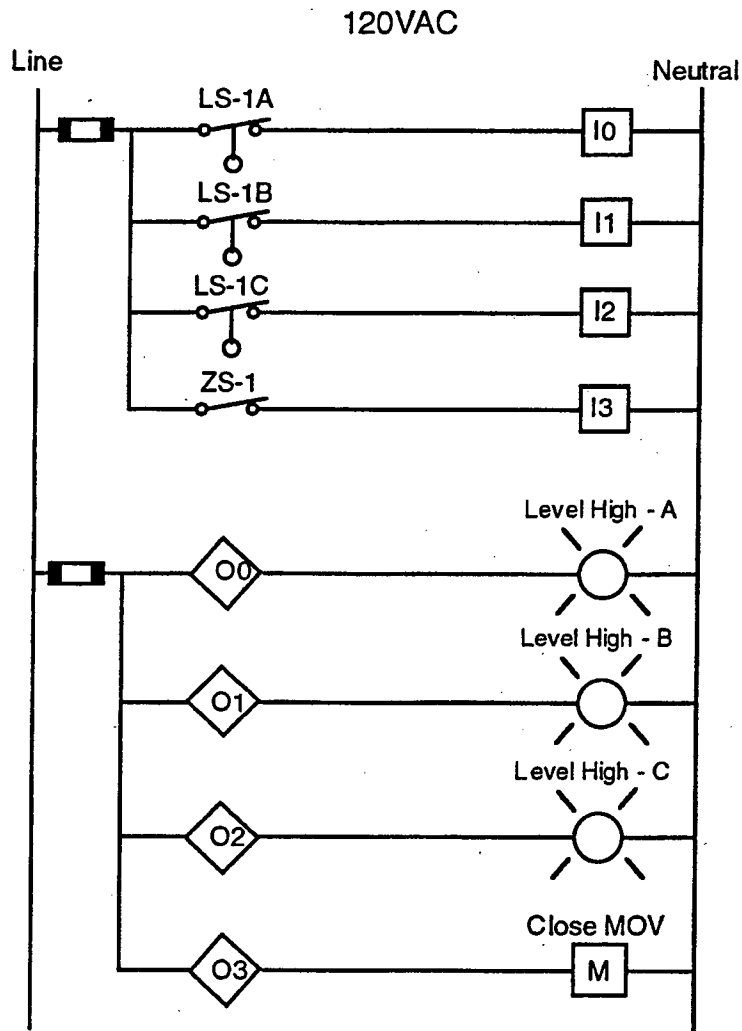 120VAC
Line
Neutral
LS-1A
I0
LS-1B
I1
LS-1C
I2
ZS-1
I3
Level High - A
O0
Level High - B
O1
Level High - C
O2
Close MOV
O3
M